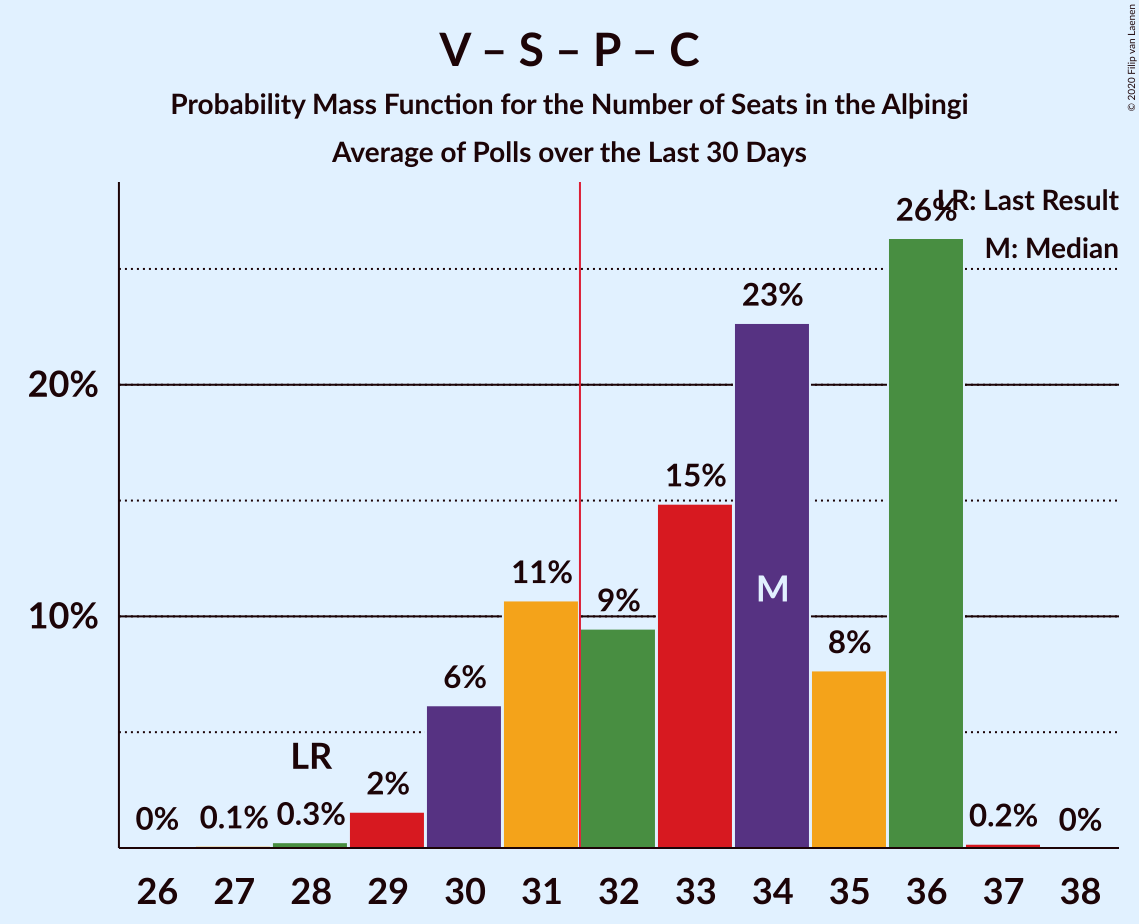 V – S – P – C
Probability Mass Function for the Number of Seats in the Alþingi
Average of Polls over the Last 30 Days
© 2020 Filip van Laenen
LR: Last Result
M: Median
26%
23%
20%
15%
M
11%
9%
10%
8%
6%
LR
2%
0% 0.1% 0.3% 0.2% 0%
26 27 28 29 30 31 32 33 34 35 36 37 38